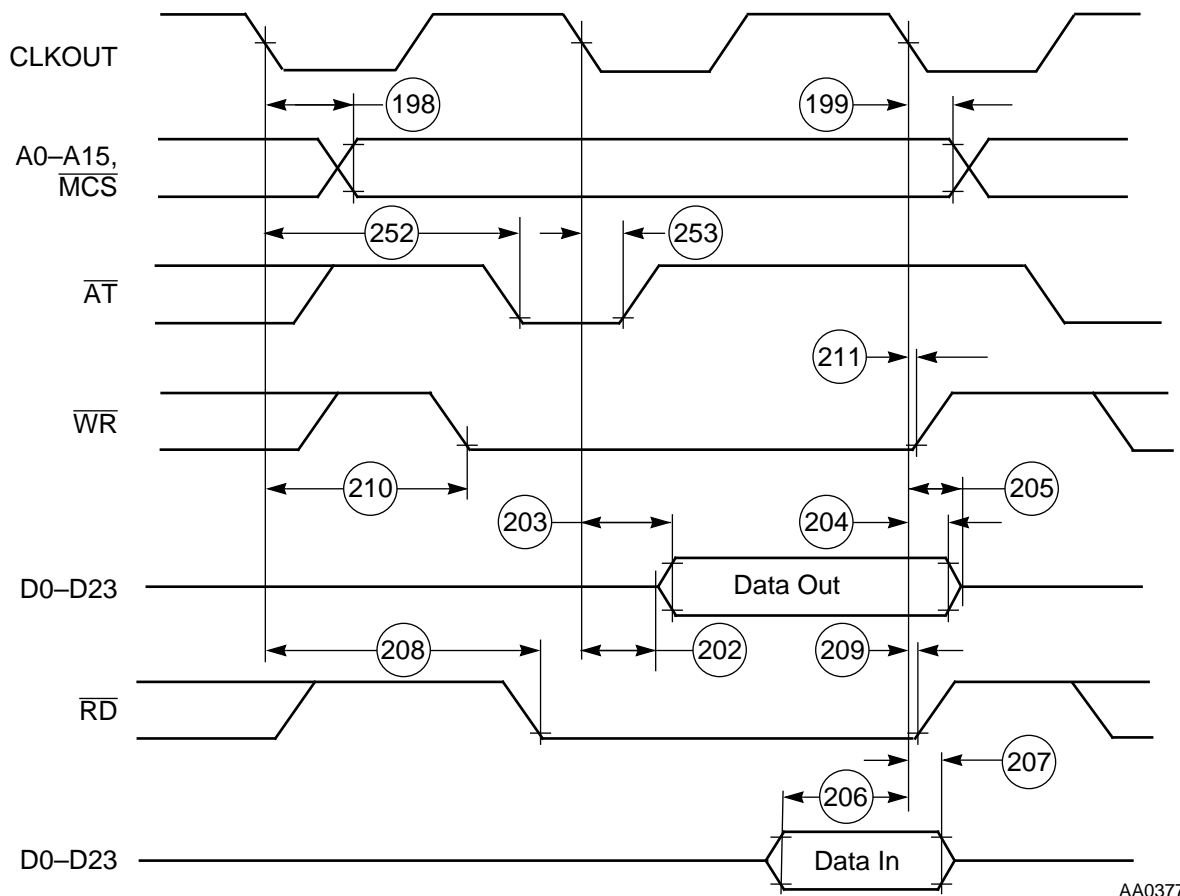 CLKOUT
198
199
A0–A15,
MCS
252
253
AT
211
WR
210
205
203
204
D0–D23
Data Out
208
202
209
RD
207
206
D0–D23
Data In
AA0377